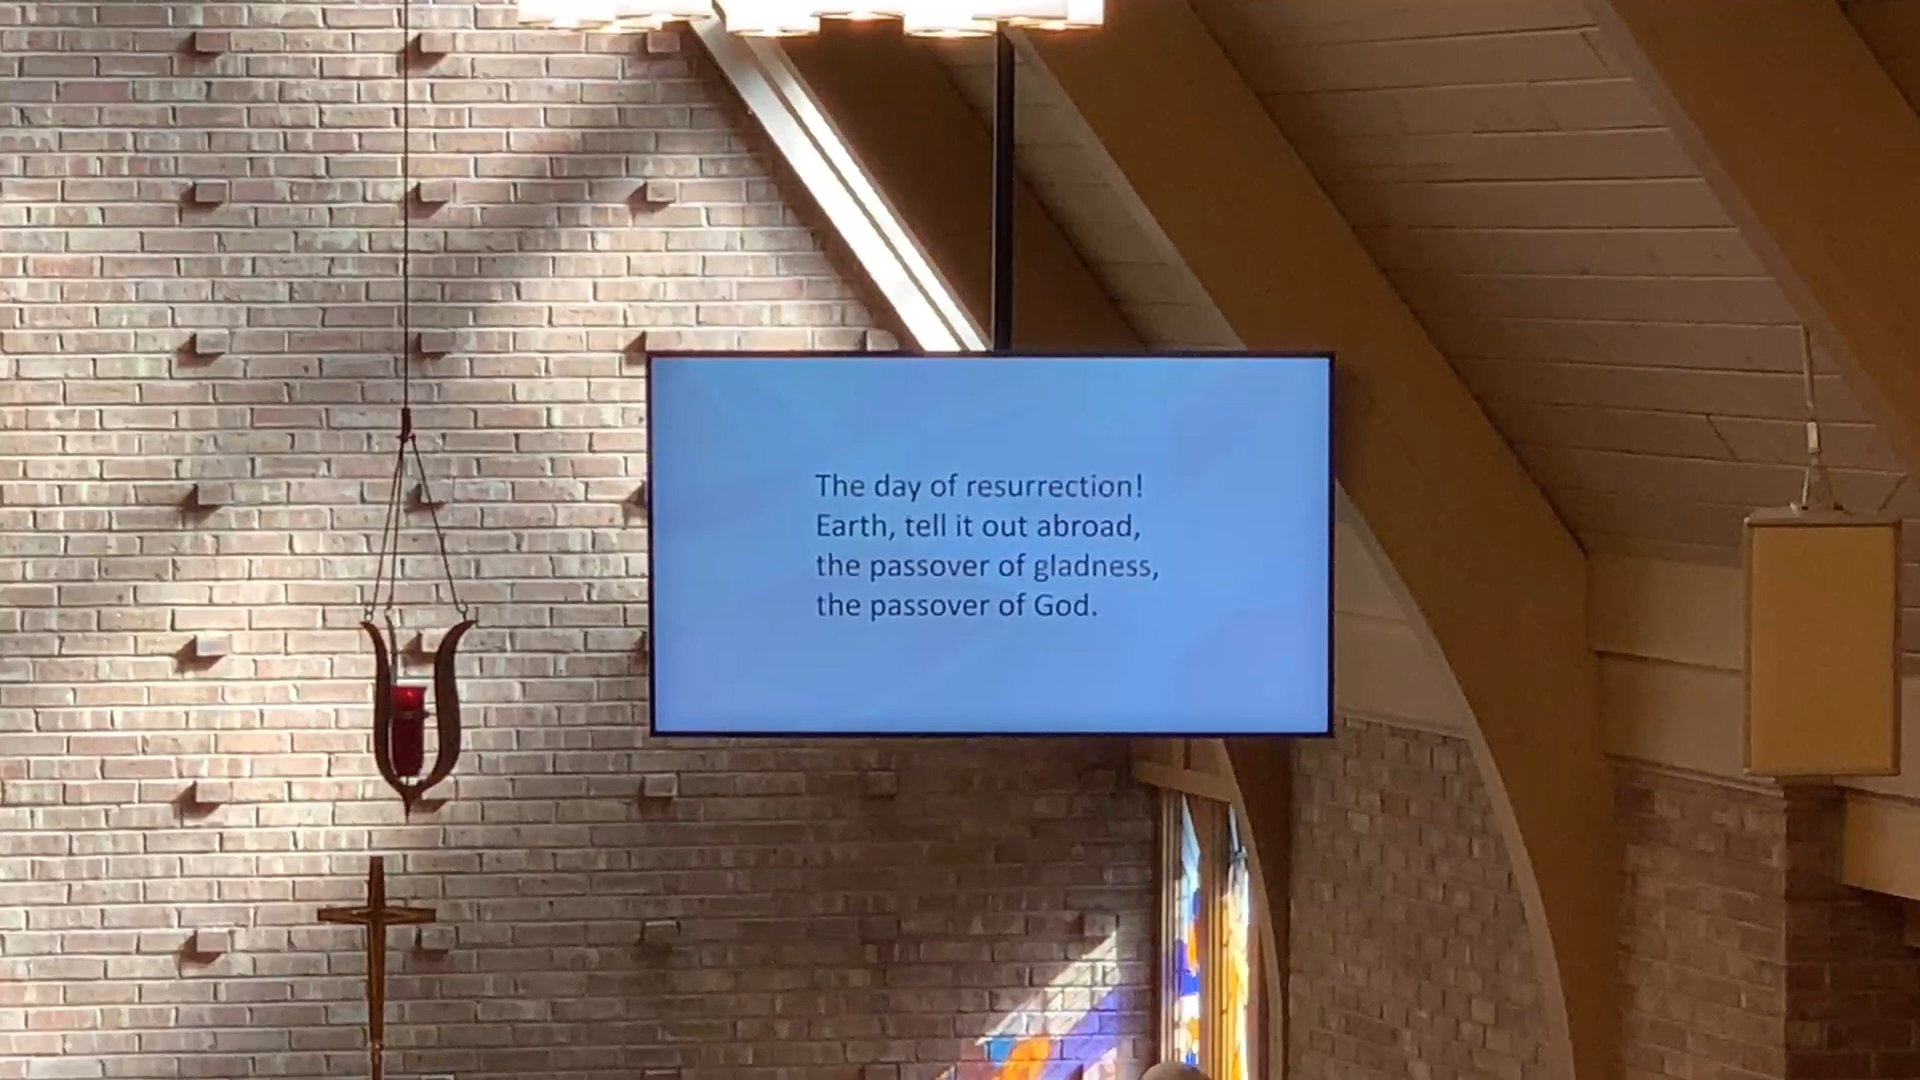 The day of resurrection!
Earth, tell it out abroad,
the passover of gladness,
the passover of God.